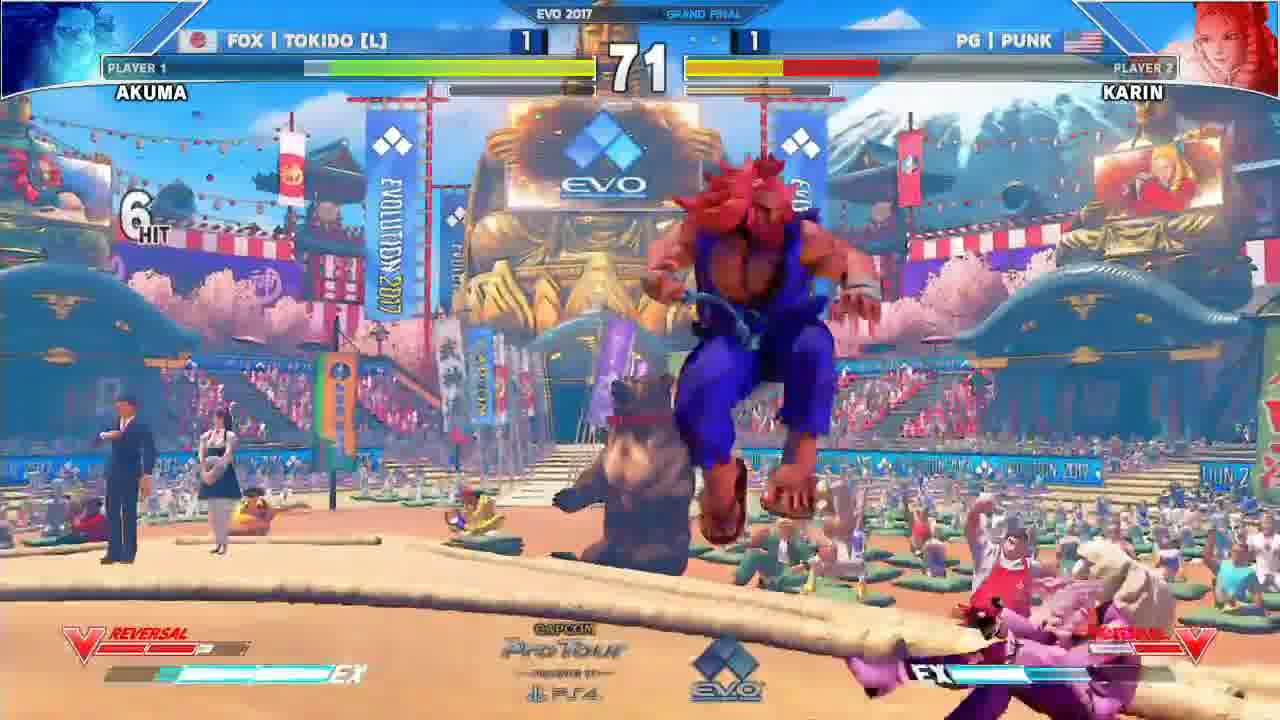 EVO 2017
GRAND FINAL
FOX | TOKIDO [L]
1
71
1
PG | PUNK
PLAYER 1
PLAYER 2
AKUMA
KARIN
EVO
EVOLUTION 2017
6
HIT
REVERSAL
EX
EX
CAPCOM
Pro Tour
PS4
EVO